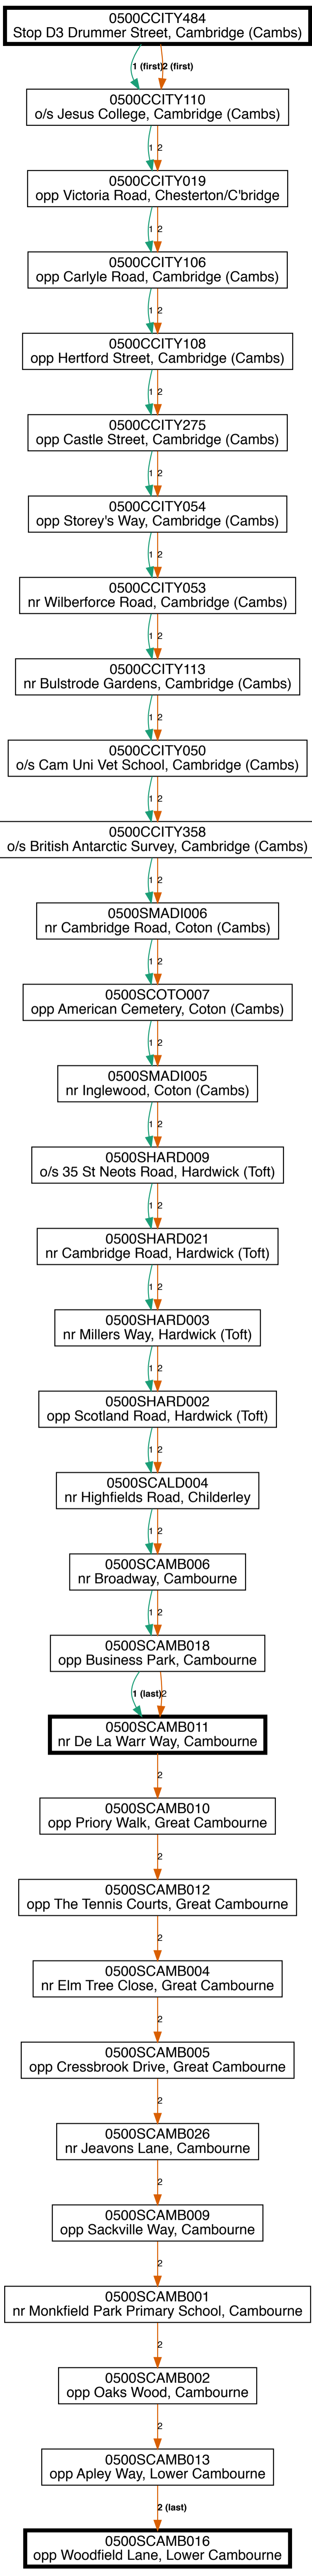 0500CCITY484
Stop D3 Drummer Street, Cambridge (Cambs)
1 (first) 2 (first)
0500CCITY110
o/s Jesus College, Cambridge (Cambs)
1 2
0500CCITY019
opp Victoria Road, Chesterton/C'bridge
1 2
0500CCITY106
opp Carlyle Road, Cambridge (Cambs)
1 2
0500CCITY108
opp Hertford Street, Cambridge (Cambs)
1 2
0500CCITY275
opp Castle Street, Cambridge (Cambs)
1 2
0500CCITY054
opp Storey's Way, Cambridge (Cambs)
1 2
0500CCITY053
nr Wilberforce Road, Cambridge (Cambs)
1 2
0500CCITY113
nr Bulstrode Gardens, Cambridge (Cambs)
1 2
0500CCITY050
o/s Cam Uni Vet School, Cambridge (Cambs)
1 2
0500CCITY358
o/s British Antarctic Survey, Cambridge (Cambs)
1 2
0500SMADI006
nr Cambridge Road, Coton (Cambs)
1 2
0500SCOTO007
opp American Cemetery, Coton (Cambs)
1 2
0500SMADI005
nr Inglewood, Coton (Cambs)
1 2
0500SHARD009
o/s 35 St Neots Road, Hardwick (Toft)
1 2
0500SHARD021
nr Cambridge Road, Hardwick (Toft)
1 2
0500SHARD003
nr Millers Way, Hardwick (Toft)
1 2
0500SHARD002
opp Scotland Road, Hardwick (Toft)
1 2
0500SCALD004
nr Highfields Road, Childerley
1 2
0500SCAMB006
nr Broadway, Cambourne
1 2
0500SCAMB018
opp Business Park, Cambourne
1 (last) 2
0500SCAMB011
nr De La Warr Way, Cambourne
2
0500SCAMB010
opp Priory Walk, Great Cambourne
2
0500SCAMB012
opp The Tennis Courts, Great Cambourne
2
0500SCAMB004
nr Elm Tree Close, Great Cambourne
2
0500SCAMB005
opp Cressbrook Drive, Great Cambourne
2
0500SCAMB026
nr Jeavons Lane, Cambourne
2
0500SCAMB009
opp Sackville Way, Cambourne
2
0500SCAMB001
nr Monkfield Park Primary School, Cambourne
2
0500SCAMB002
opp Oaks Wood, Cambourne
2
0500SCAMB013
opp Apley Way, Lower Cambourne
2 (last)
0500SCAMB016
opp Woodfield Lane, Lower Cambourne